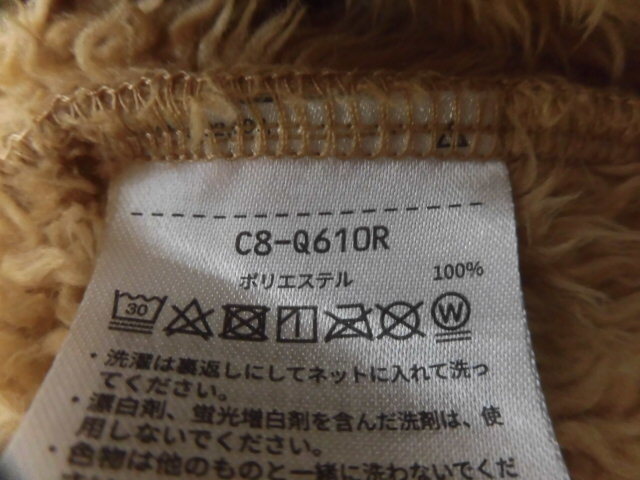 C8-Q610R
ポリエステル 100%
30 W
・洗濯は裏返しにしてネットに入れて洗っ
てください。
・漂白剤、蛍光増白剤を含んだ洗剤は、使
用しないでください。
・色物は他のものと一緒に洗わないでくだ